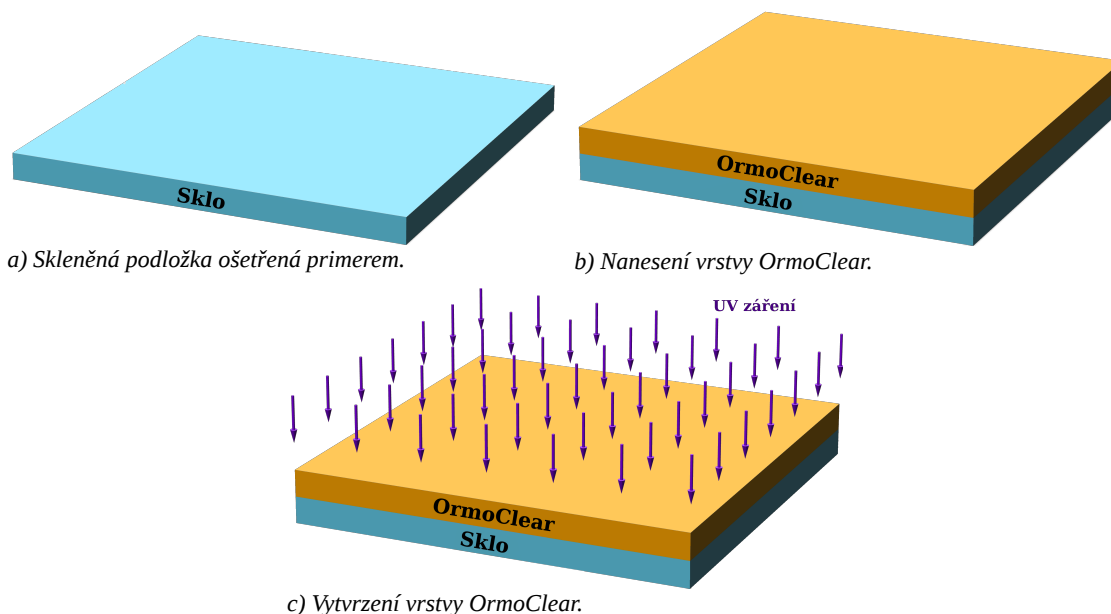 Sklo
OrmoClear
Sklo
a) Skleněná podložka ošetřená primerem.
b) Nanesení vrstvy OrmoClear.
UV záření
OrmoClear
Sklo
c) Vytvrzení vrstvy OrmoClear.